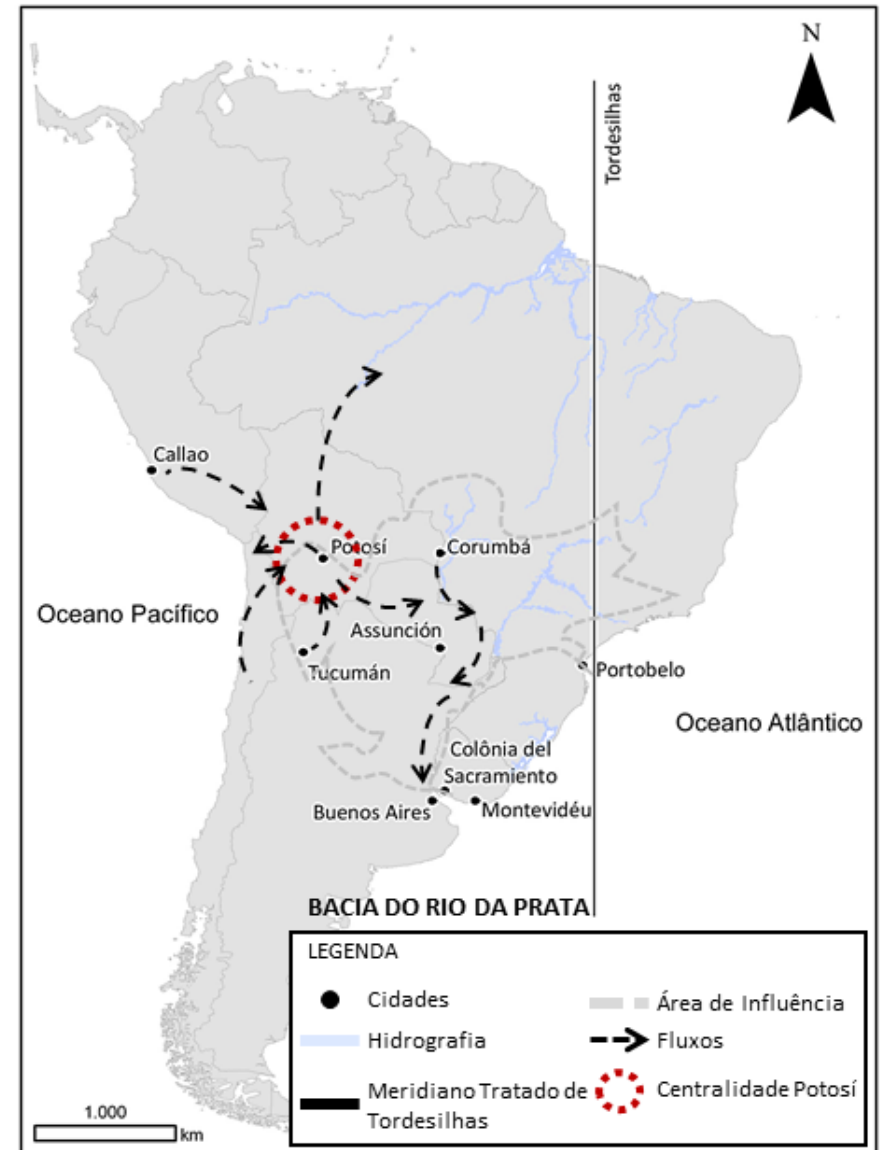 N
Tordesilhas
Callao
Potosí
Corumbá
Oceano Pacífico
Assunción
Tucumán
Portobelo
Oceano Atlântico
Colônia del
Sacramiento
Buenos Aires
Montevidéu
BACIA DO RIO DA PRATA
LEGENDA
Cidades
Área de Influência
Hidrografia
Fluxos
Meridiano Tratado de
Tordesilhas
Centralidade Potosí
1.000
km